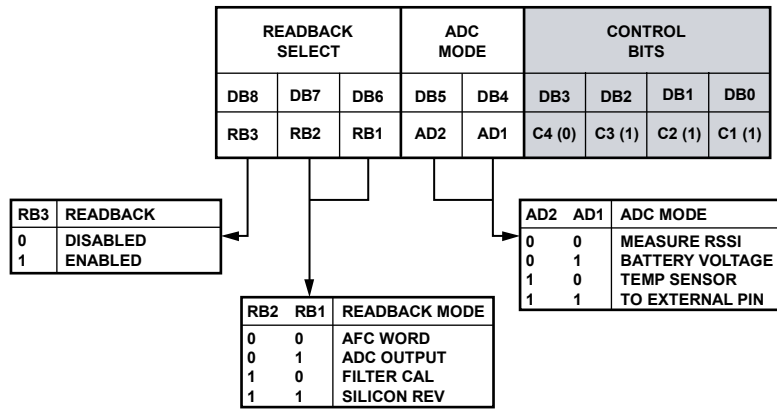 READBACK SELECT ADC MODE CONTROL BITS
DB8 DB7 DB6 DB5 DB4 DB3 DB2 DB1 DB0
RB3 RB2 RB1 AD2 AD1 C4 (0) C3 (1) C2 (1) C1 (1)
RB3 READBACK
0 DISABLED
1 ENABLED
AD2 AD1 ADC MODE
0 0 MEASURE RSSI
0 1 BATTERY VOLTAGE
1 0 TEMP SENSOR
1 1 TO EXTERNAL PIN
RB2 RB1 READBACK MODE
0 0 AFC WORD
0 1 ADC OUTPUT
1 0 FILTER CAL
1 1 SILICON REV